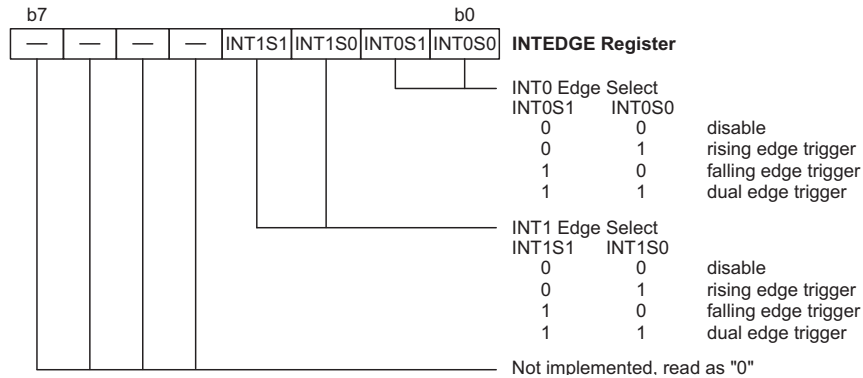 b7 b0
— — — — INT1S1 INT1S0 INT0S1 INT0S0 INTEDGE Register
INT0 Edge Select
INT0S1 INT0S0
0 0 disable
0 1 rising edge trigger
1 0 falling edge trigger
1 1 dual edge trigger
INT1 Edge Select
INT1S1 INT1S0
0 0 disable
0 1 rising edge trigger
1 0 falling edge trigger
1 1 dual edge trigger
Not implemented, read as "0"